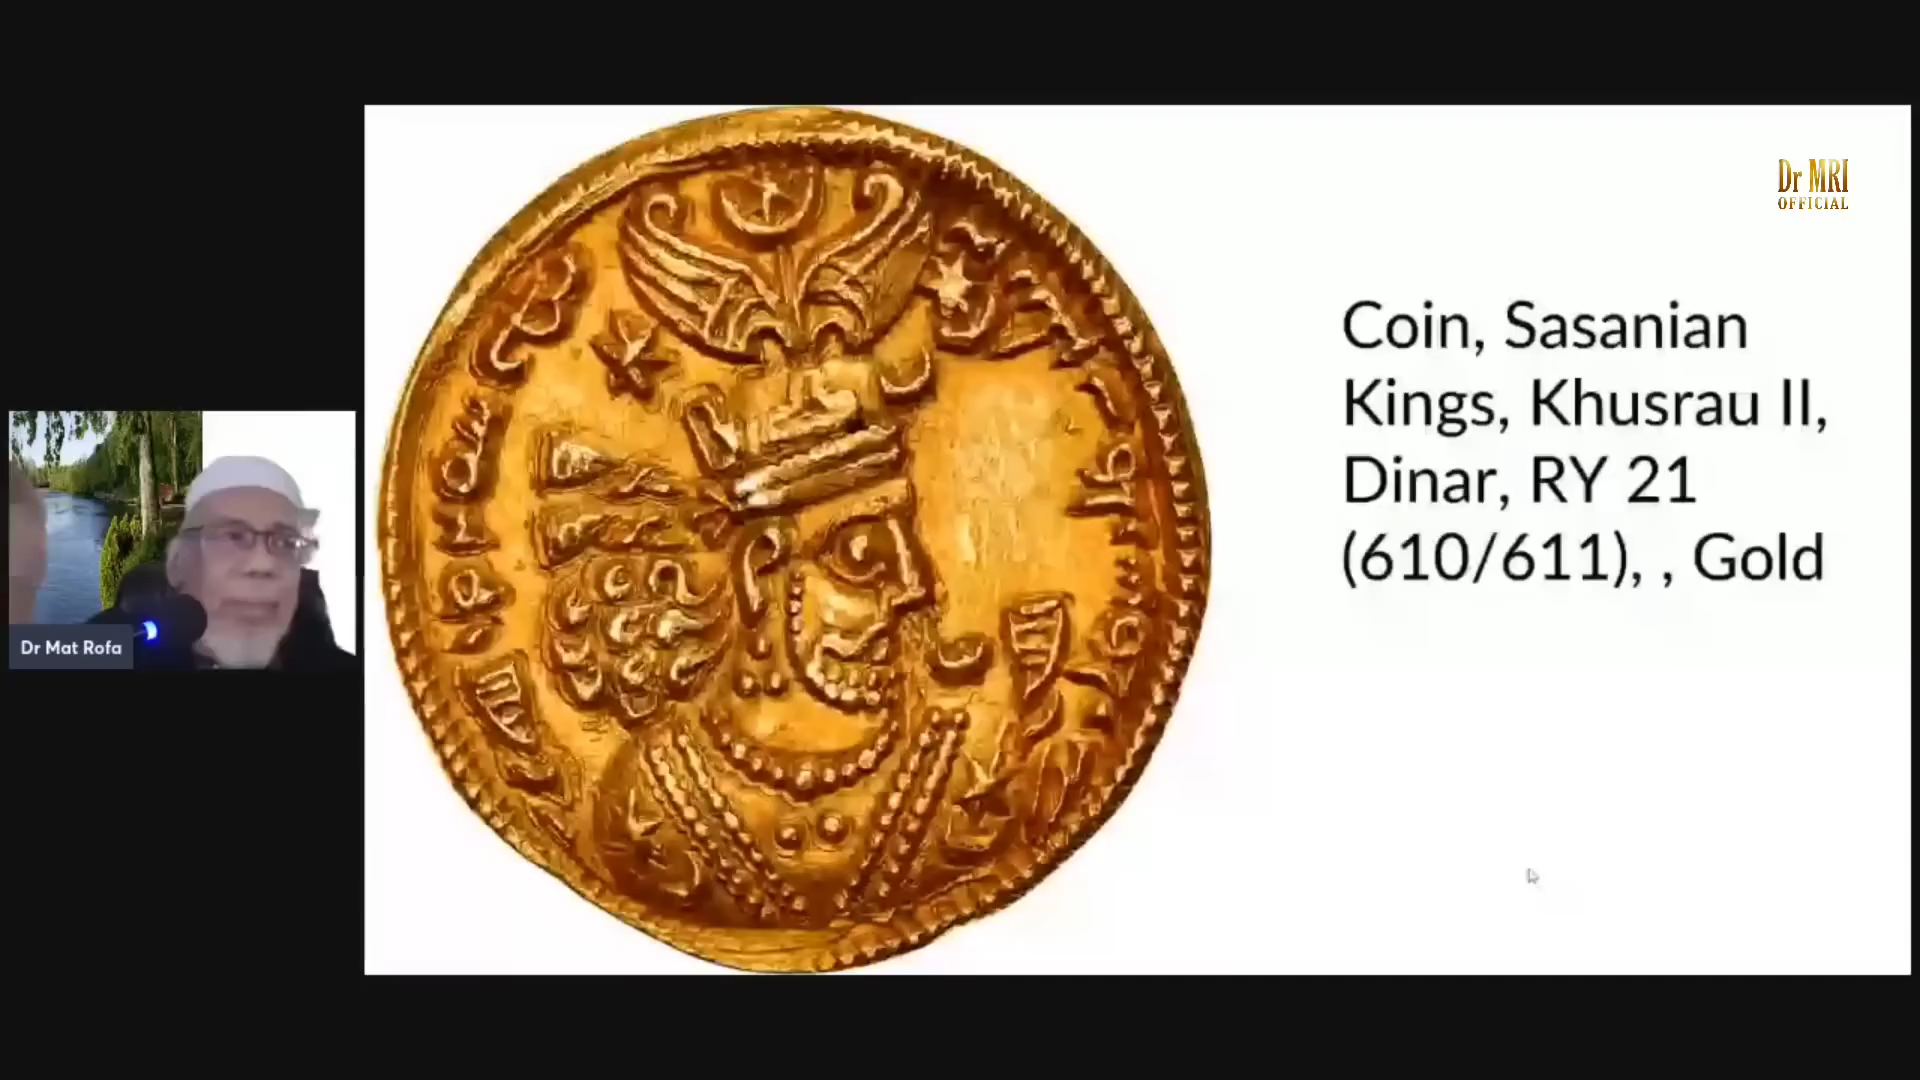 Dr MRI
OFFICIAL
Coin, Sasanian
Kings, Khusrau II,
Dinar, RY 21
(610/611), , Gold
Dr Mat Rofa